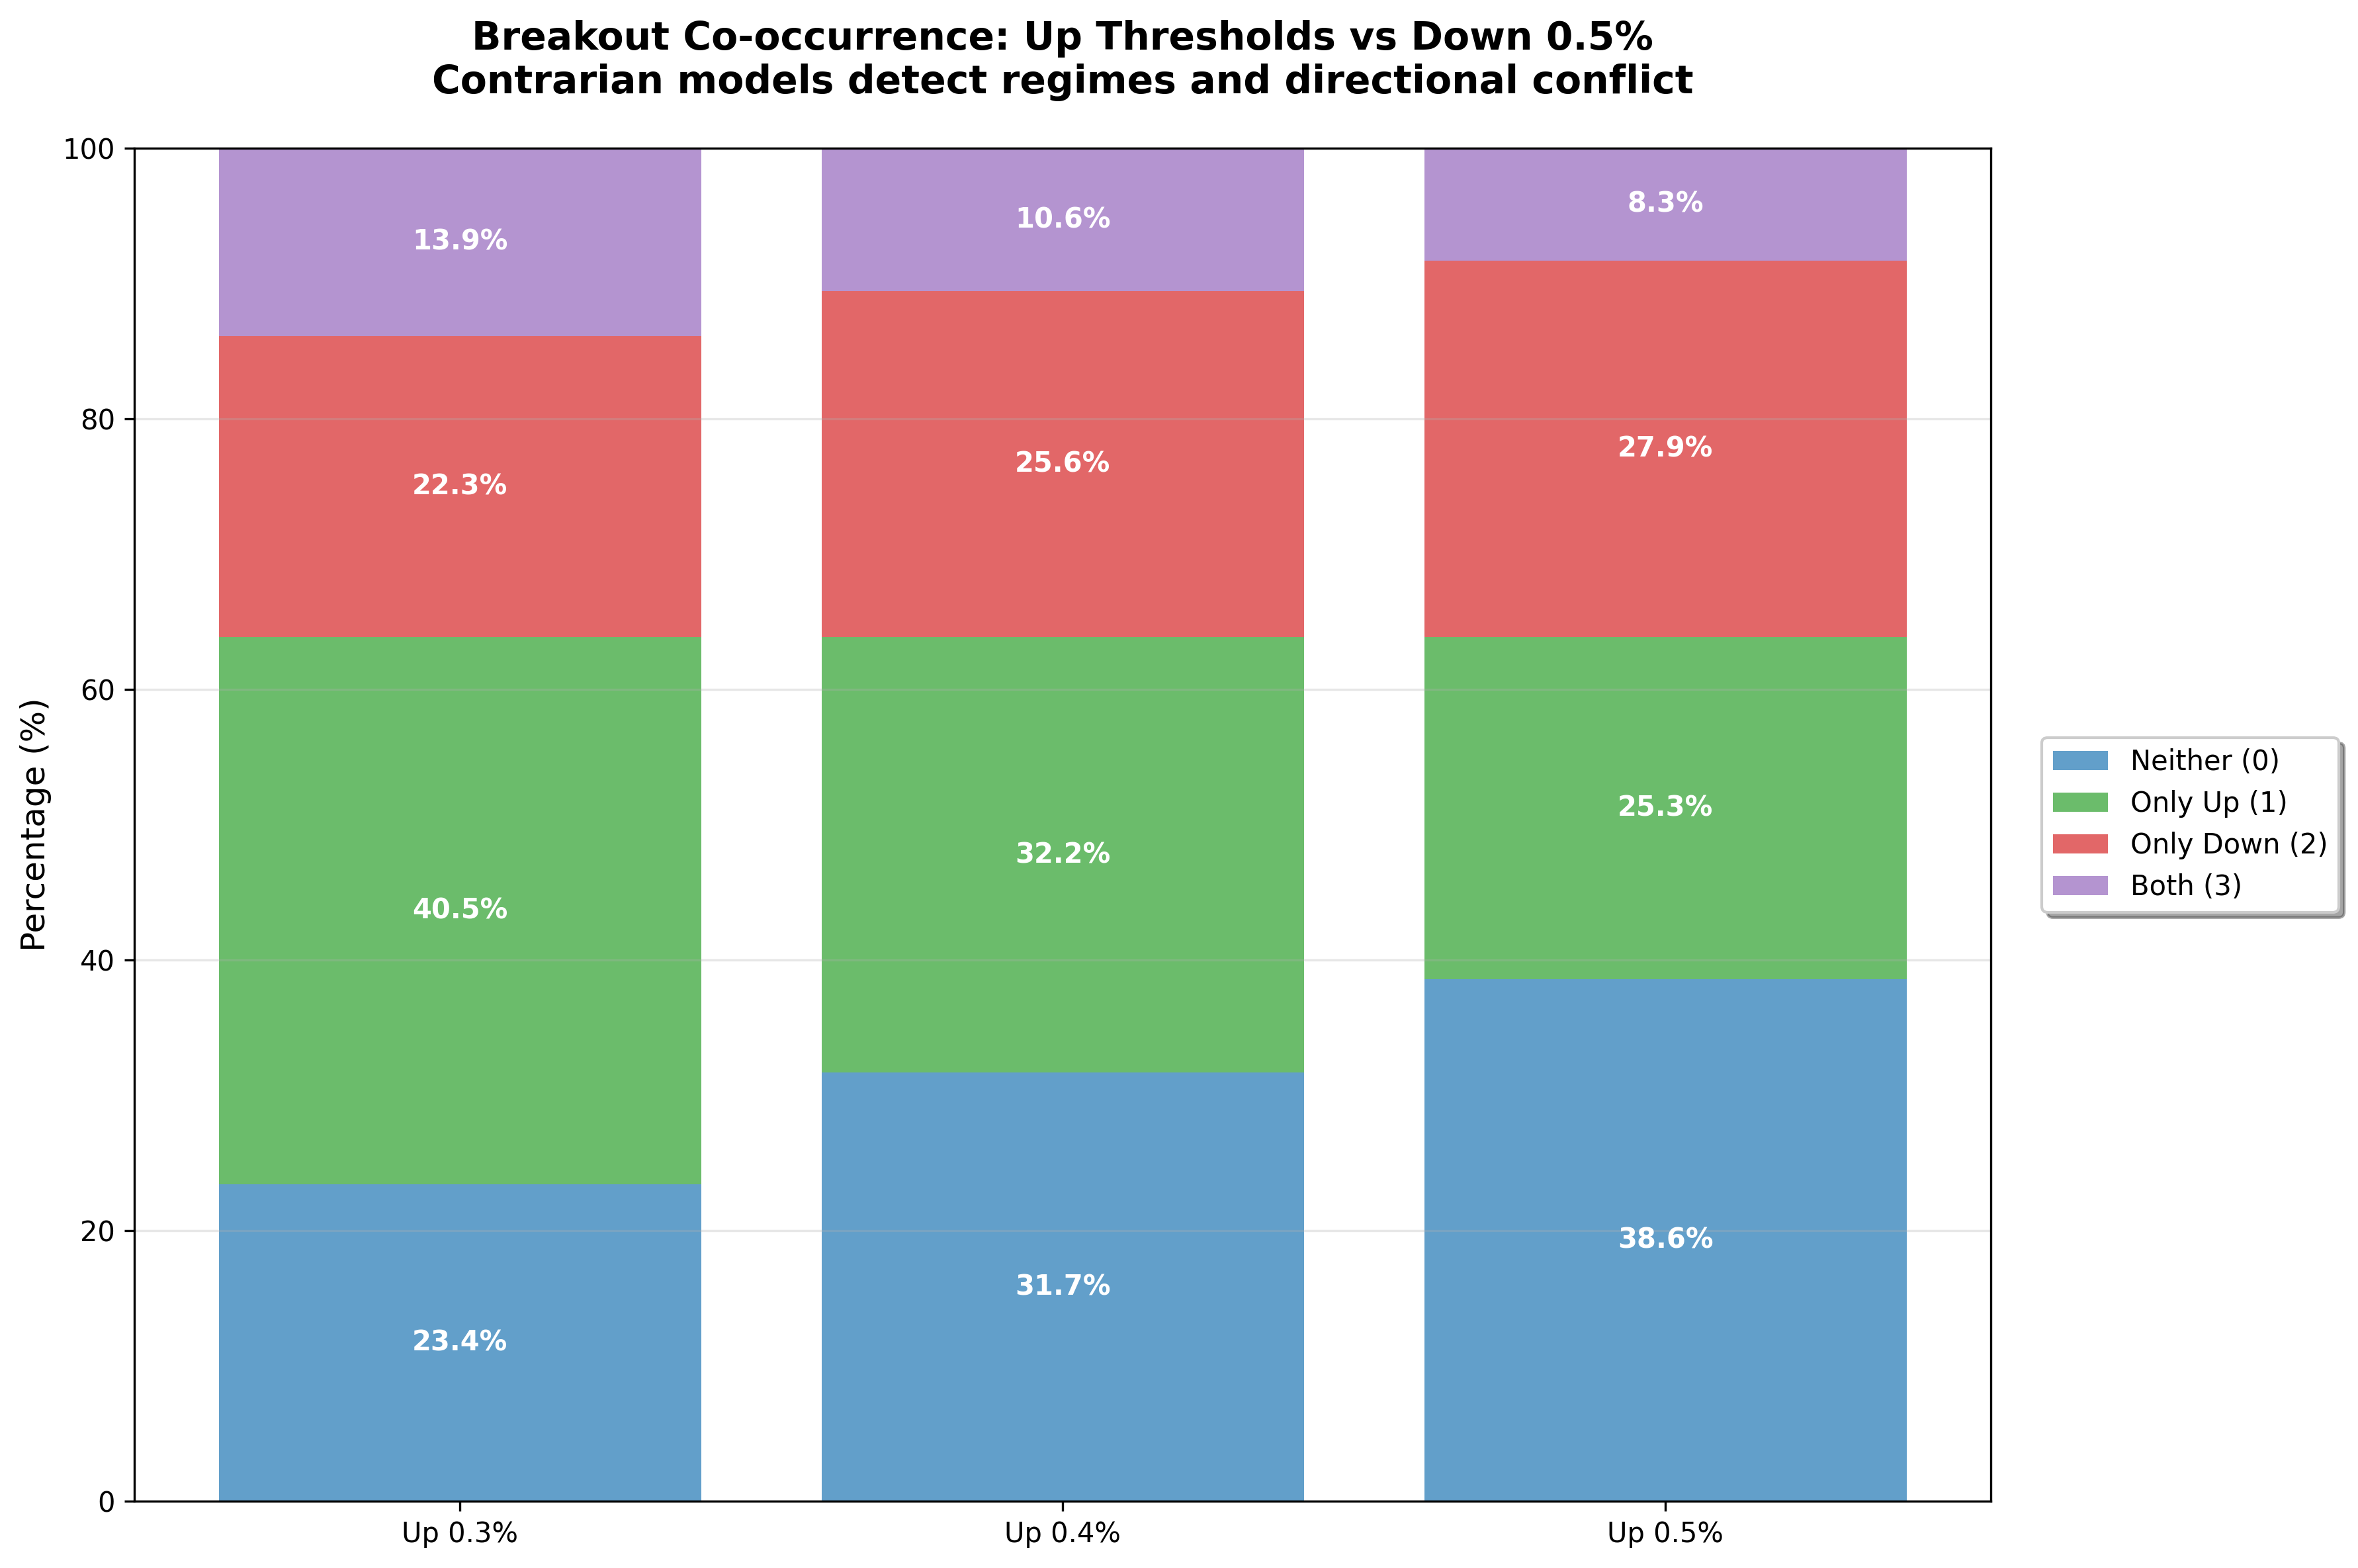 Breakout Co-occurrence: Up Thresholds vs Down 0.5%
Contrarian models detect regimes and directional conflict
Percentage (%)
100
80
60
40
20
0
13.9%
22.3%
40.5%
23.4%
10.6%
25.6%
32.2%
31.7%
8.3%
27.9%
25.3%
38.6%
Up 0.3%
Up 0.4%
Up 0.5%
Neither (0)
Only Up (1)
Only Down (2)
Both (3)